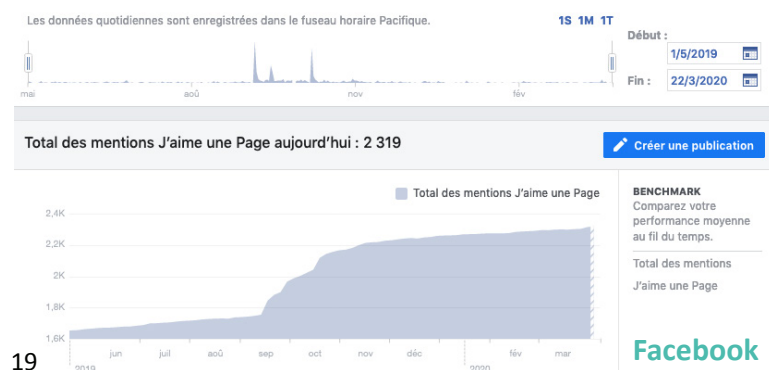 Les données quotidiennes sont enregistrées dans le fuseau horaire Pacifique.
1S 1M 1T
Début :
1/5/2019
Fin : 22/3/2020
mai aoû nov fév
Total des mentions J'aime une Page aujourd'hui : 2 319
Créer une publication
Total des mentions J'aime une Page
BENCHMARK
Comparez votre
performance moyenne
au fil du temps.
Total des mentions
J'aime une Page
2,4K
2,2K
2K
1,8K
1,6K
jun juil aoû sep oct nov déc fév mar
2019 2020
19
Facebook